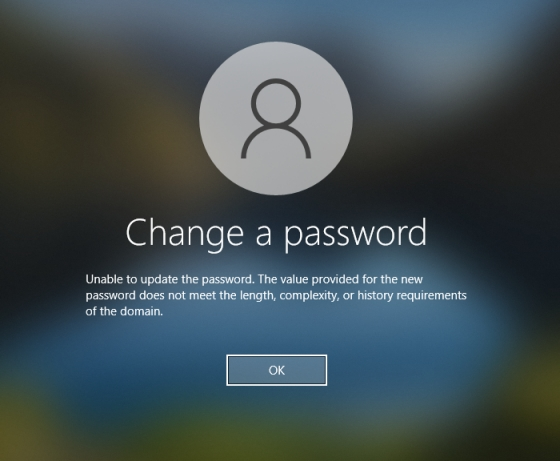 Change a password
Unable to update the password. The value provided for the new
password does not meet the length, complexity, or history requirements
of the domain.
OK